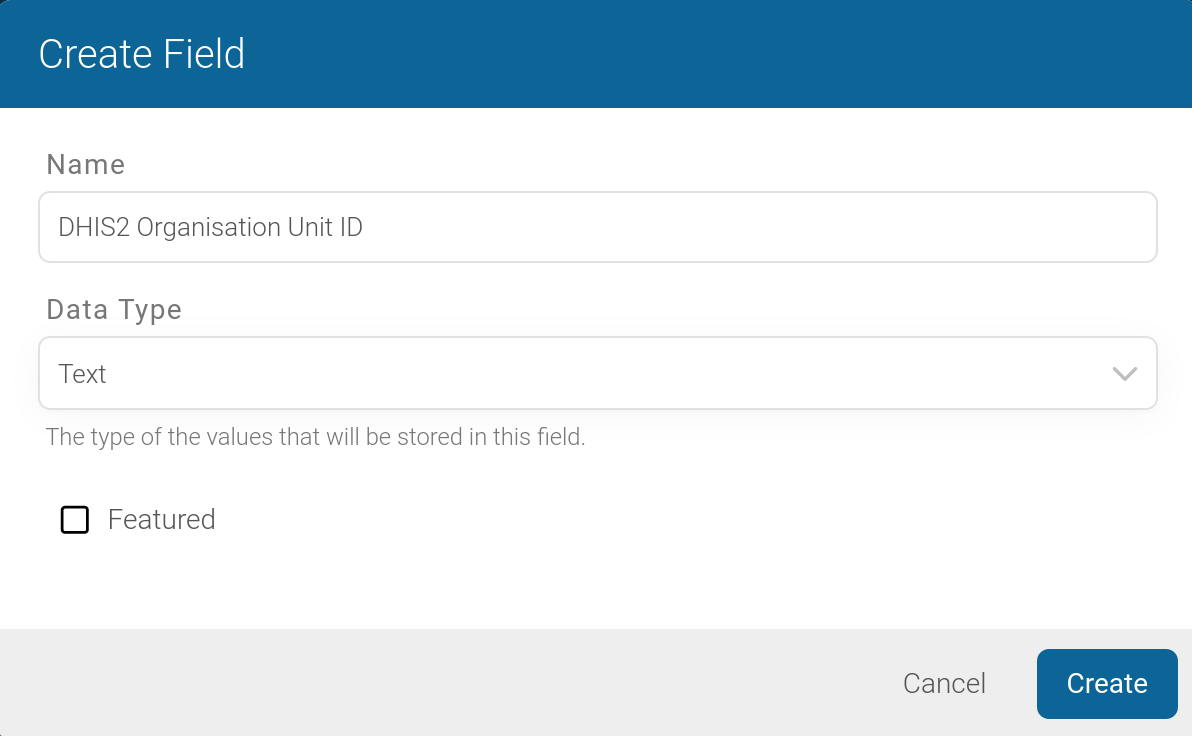 Create Field
Name
DHIS2 Organisation Unit ID
Data Type
Text
The type of the values that will be stored in this field.
Featured
Cancel
Create